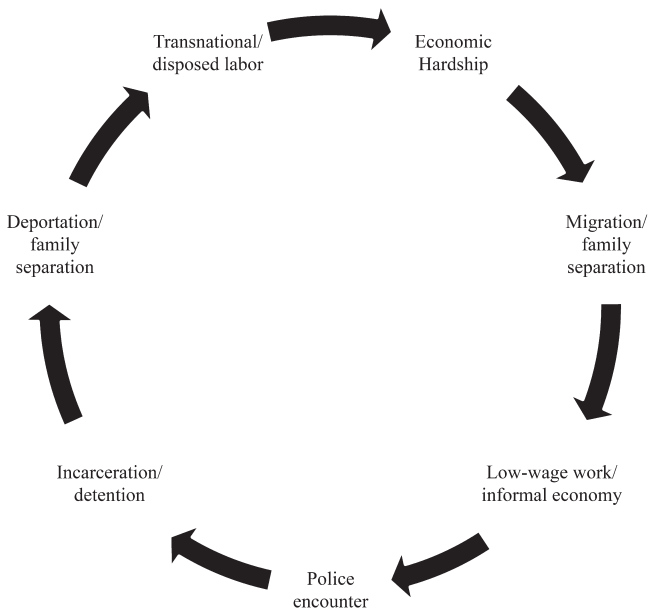 Transnational/
disposed labor
Economic
Hardship
Migration/
family
separation
Low-wage work/
informal economy
Police
encounter
Incarceration/
detention
Deportation/
family
separation